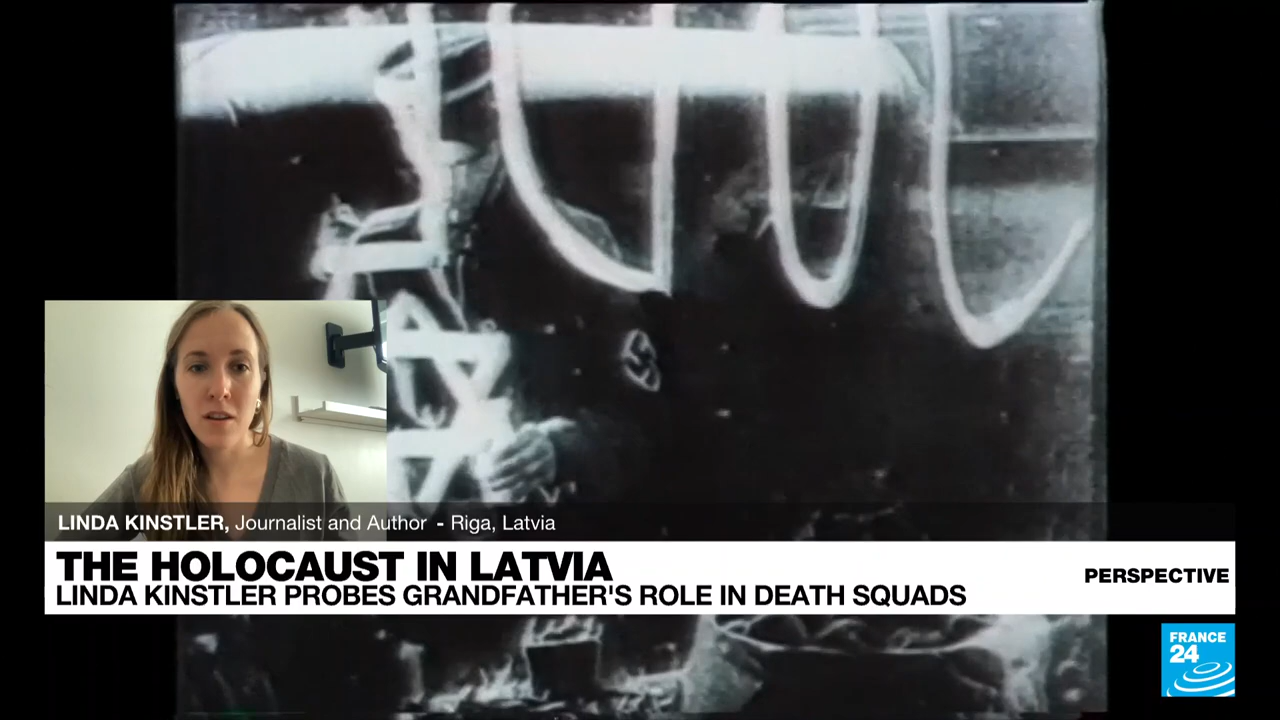 LINDA KINSTLER, Journalist and Author - Riga, Latvia
THE HOLOCAUST IN LATVIA
LINDA KINSTLER PROBES GRANDFATHER'S ROLE IN DEATH SQUADS
PERSPECTIVE
FRANCE
24